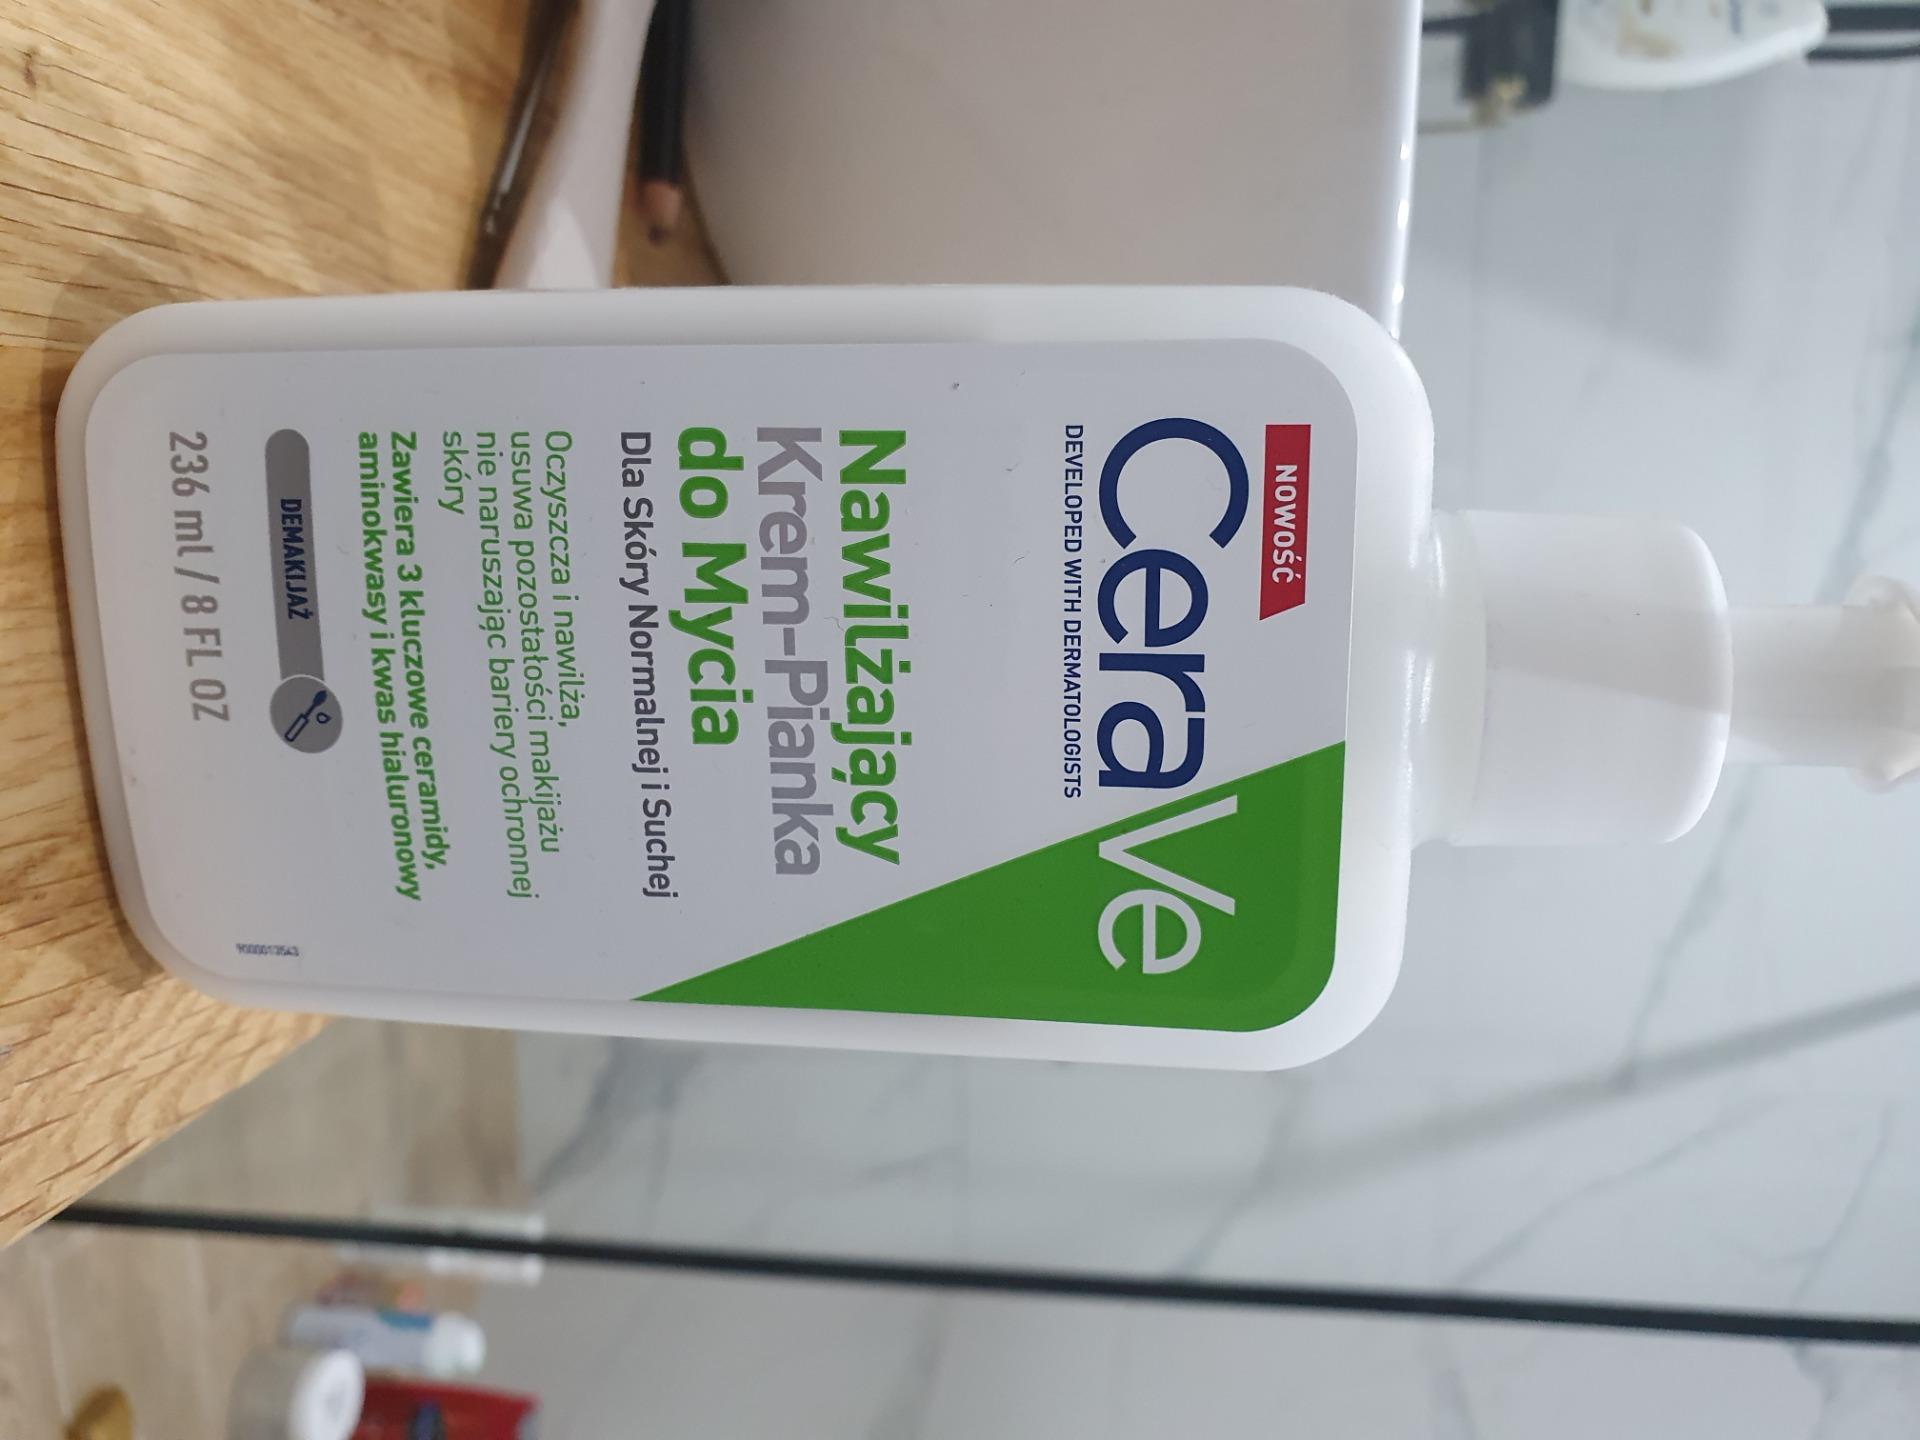 NOWOŚĆ
CeraVe
DEVELOPED WITH DERMATOLOGISTS
Nawilżający
Krem-Pianka
do Mycia
Dla Skóry Normalnej i Suchej
Oczyszcza i nawilża,
usuwa pozostałości makijażu
nie naruszając bariery ochronnej
skóry
Zawiera 3 kluczowe ceramidy,
aminokwasy i kwas hialuronowy
DEMAKIJAŻ
236 ml / 8 FL OZ